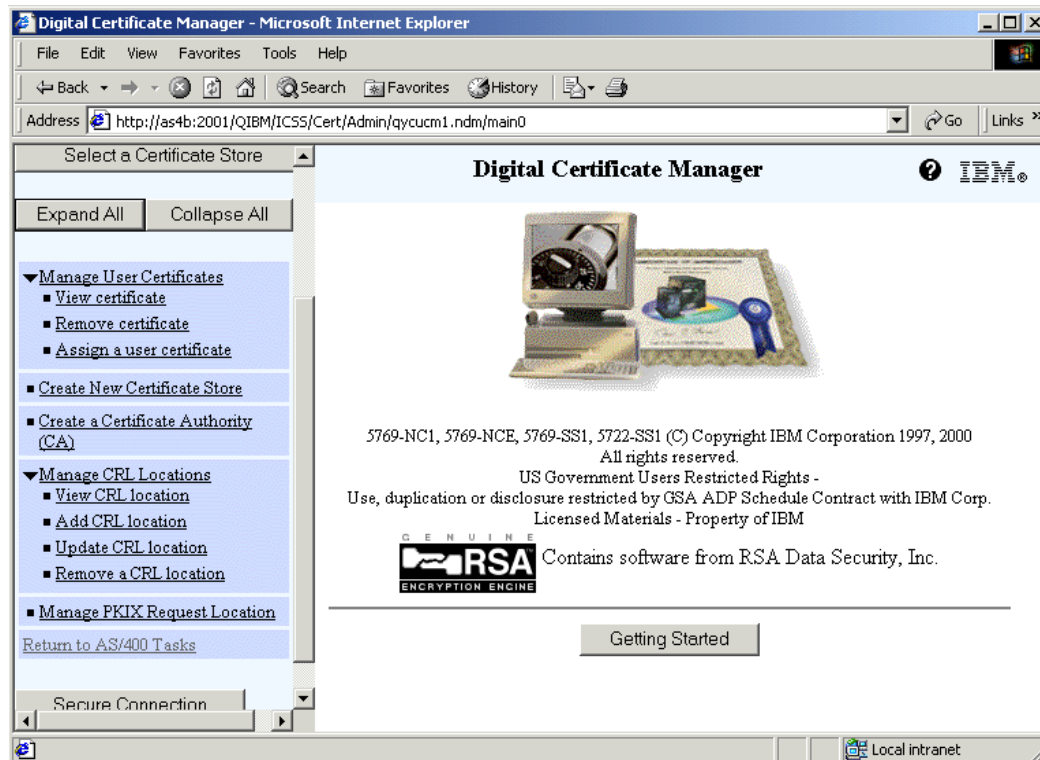 Digital Certificate Manager - Microsoft Internet Explorer
File Edit View Favorites Tools Help
Back Search Favorites History
Address http://as4b:2001/QIBM/ICSS/Cert/Admin/qycucm1.ndm/main0 Go Links »
Select a Certificate Store
Expand All Collapse All
Manage User Certificates
View certificate
Remove certificate
Assign a user certificate
Create New Certificate Store
Create a Certificate Authority
(CA)
Manage CRL Locations
View CRL location
Add CRL location
Update CRL location
Remove a CRL location
Manage PKIX Request Location
Return to AS/400 Tasks
Secure Connection
Digital Certificate Manager ? IBM®
5769-NC1, 5769-NCE, 5769-SS1, 5722-SS1 (C) Copyright IBM Corporation 1997, 2000
All rights reserved.
US Government Users Restricted Rights -
Use, duplication or disclosure restricted by GSA ADP Schedule Contract with IBM Corp.
Licensed Materials - Property of IBM
GENUINE
RSA
ENCRYPTION ENGINE
Contains software from RSA Data Security, Inc.
Getting Started
Local intranet